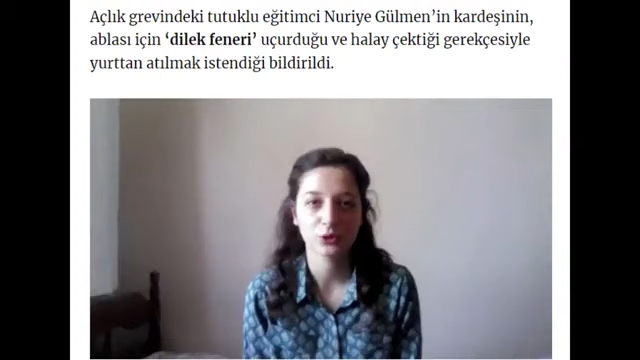 Açlık grevindeki tutuklu eğitimci Nuriye Gülmen’in kardeşinin,
ablası için ‘dilek feneri’ uçurduğu ve halay çektiği gerekçesiyle
yurttan atılmak istendiği bildirildi.